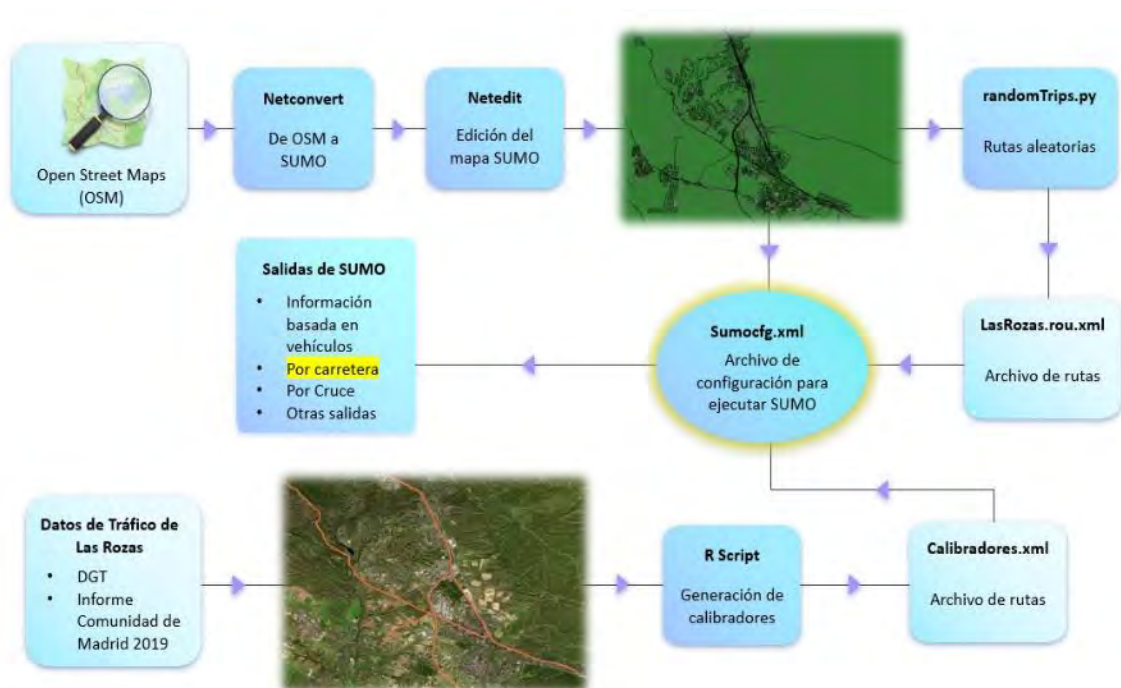 Open Street Maps
(OSM)
Netconvert
De OSM a
SUMO
Netedit
Edición del
mapa SUMO
randomTrips.py
Rutas aleatorias
Salidas de SUMO
• Información
basada en
vehículos
• Por carretera
• Por Cruce
• Otras salidas
Sumocfg.xml
Archivo de
configuración para
ejecutar SUMO
LasRozas.rou.xml
Archivo de rutas
Datos de Tráfico de
Las Rozas
• DGT
• Informe
Comunidad de
Madrid 2019
R Script
Generación de
calibradores
Calibradores.xml
Archivo de rutas